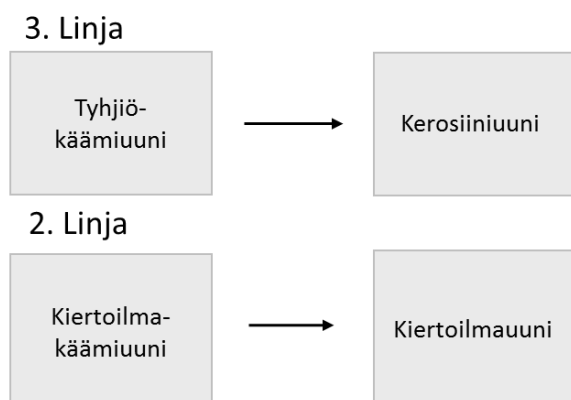 3. Linja
Tyhjiö-
käämiuuni
Kerosiiniuuni
2. Linja
Kiertoilma-
käämiuuni
Kiertoilmauuni